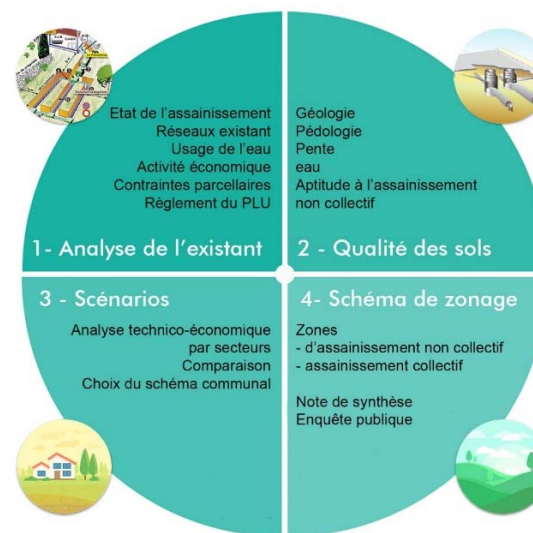 Etat de l'assainissement
Réseaux existant
Usage de l'eau
Activité économique
Contraintes parcellaires
Règlement du PLU
1- Analyse de l'existant
Géologie
Pédologie
Pente
eau
Aptitude à l'assainissement
non collectif
2 - Qualité des sols
3 - Scénarios
Analyse technico-économique
par secteurs
Comparaison
Choix du schéma communal
4- Schéma de zonage
Zones
- d'assainissement non collectif
- assainissement collectif
Note de synthèse
Enquête publique